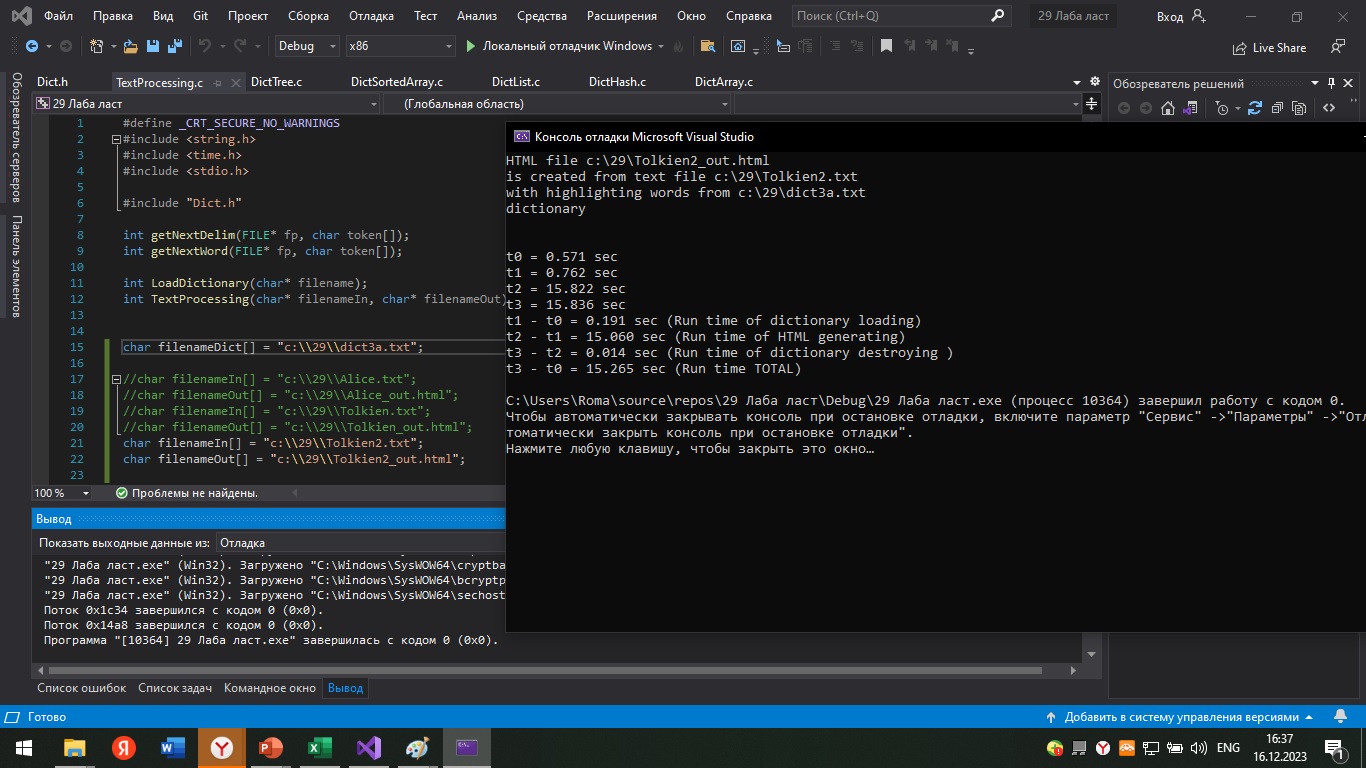 Файл Правка Вид Git Проект Сборка Отладка Тест Анализ Средства Расширения Окно Справка Поиск (Ctrl+Q) 29 Лаба ласт Вход
Debug x86 Локальный отладчик Windows Live Share
Обозреватель серверов
Панель элементов
Dict.h TextProcessing.c DictTree.c DictSortedArray.c DictList.c DictHash.c DictArray.c
Обозреватель решений
29 Лаба ласт (Глобальная область)
1 #define _CRT_SECURE_NO_WARNINGS
2 #include <string.h>
3 #include <time.h>
4 #include <stdio.h>
5
6 #include "Dict.h"
7
8 int getNextDelim(FILE* fp, char token[]);
9 int getNextWord(FILE* fp, char token[]);
10
11 int LoadDictionary(char* filename);
12 int TextProcessing(char* filenameIn, char* filenameOut)
13
14
15 char filenameDict[] = "c:\\29\\dict3a.txt";
16
17 //char filenameIn[] = "c:\\29\\Alice.txt";
18 //char filenameOut[] = "c:\\29\\Alice_out.html";
19 //char filenameIn[] = "c:\\29\\Tolkien.txt";
20 //char filenameOut[] = "c:\\29\\Tolkien_out.html";
21 char filenameIn[] = "c:\\29\\Tolkien2.txt";
22 char filenameOut[] = "c:\\29\\Tolkien2_out.html";
23
100 % Проблемы не найдены.
Консоль отладки Microsoft Visual Studio
HTML file c:\29\Tolkien2_out.html
is created from text file c:\29\Tolkien2.txt
with highlighting words from c:\29\dict3a.txt
dictionary
t0 = 0.571 sec
t1 = 0.762 sec
t2 = 15.822 sec
t3 = 15.836 sec
t1 - t0 = 0.191 sec (Run time of dictionary loading)
t2 - t1 = 15.060 sec (Run time of HTML generating)
t3 - t2 = 0.014 sec (Run time of dictionary destroying )
t3 - t0 = 15.265 sec (Run time TOTAL)
C:\Users\Roma\source\repos\29 Лаба ласт\Debug\29 Лаба ласт.exe (процесс 10364) завершил работу с кодом 0.
Чтобы автоматически закрывать консоль при остановке отладки, включите параметр "Сервис" ->"Параметры" ->"Отл
томатически закрыть консоль при остановке отладки".
Нажмите любую клавишу, чтобы закрыть это окно…
Вывод
Показать выходные данные из: Отладка
"29 Лаба ласт.exe" (Win32). Загружено "C:\Windows\SysWOW64\cryptba
"29 Лаба ласт.exe" (Win32). Загружено "C:\Windows\SysWOW64\bcryptp
"29 Лаба ласт.exe" (Win32). Загружено "C:\Windows\SysWOW64\sechost
Поток 0x1c34 завершился с кодом 0 (0x0).
Поток 0x14a8 завершился с кодом 0 (0x0).
Программа "[10364] 29 Лаба ласт.exe" завершилась с кодом 0 (0x0).
Список ошибок Список задач Командное окно Вывод
Готово Добавить в систему управления версиями
ENG
16:37
16.12.2023
1